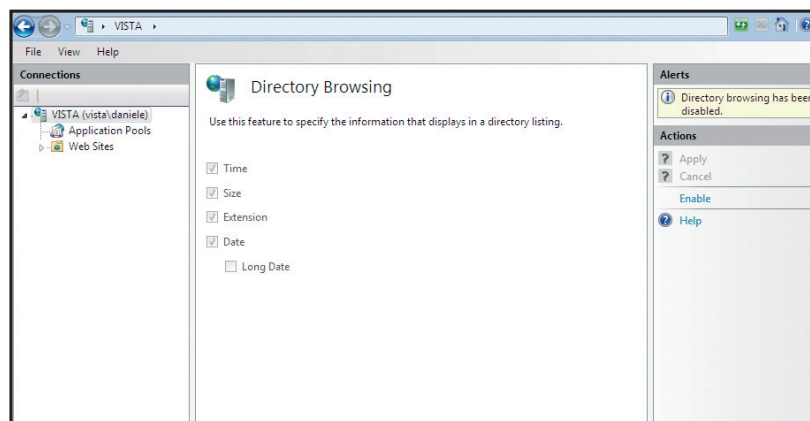 VISTA
File View Help
Connections
VISTA (vista\daniele)
Application Pools
Web Sites
Directory Browsing
Use this feature to specify the information that displays in a directory listing.
Time
Size
Extension
Date
Long Date
Alerts
Directory browsing has been
disabled.
Actions
Apply
Cancel
Enable
Help